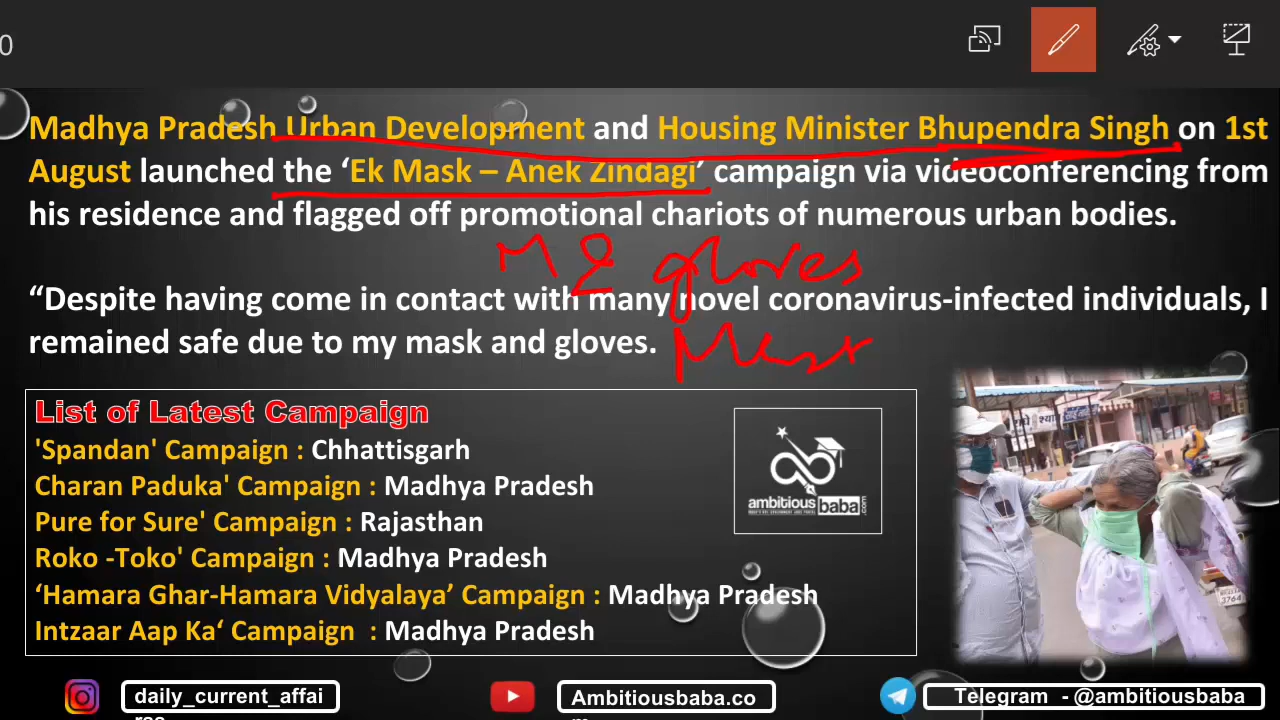 0
Madhya Pradesh Urban Development and Housing Minister Bhupendra Singh on 1st
August launched the ‘Ek Mask – Anek Zindagi’ campaign via videoconferencing from
his residence and flagged off promotional chariots of numerous urban bodies.
M 2 gloves
“Despite having come in contact with many novel coronavirus-infected individuals, I
remained safe due to my mask and gloves.
List of Latest Campaign
'Spandan' Campaign : Chhattisgarh
Charan Paduka' Campaign : Madhya Pradesh
Pure for Sure' Campaign : Rajasthan
Roko -Toko' Campaign : Madhya Pradesh
‘Hamara Ghar-Hamara Vidyalaya’ Campaign : Madhya Pradesh
Intzaar Aap Ka‘ Campaign : Madhya Pradesh
ambitiousbaba.com
daily_current_affai
Ambitiousbaba.co
Telegram - @ambitiousbaba